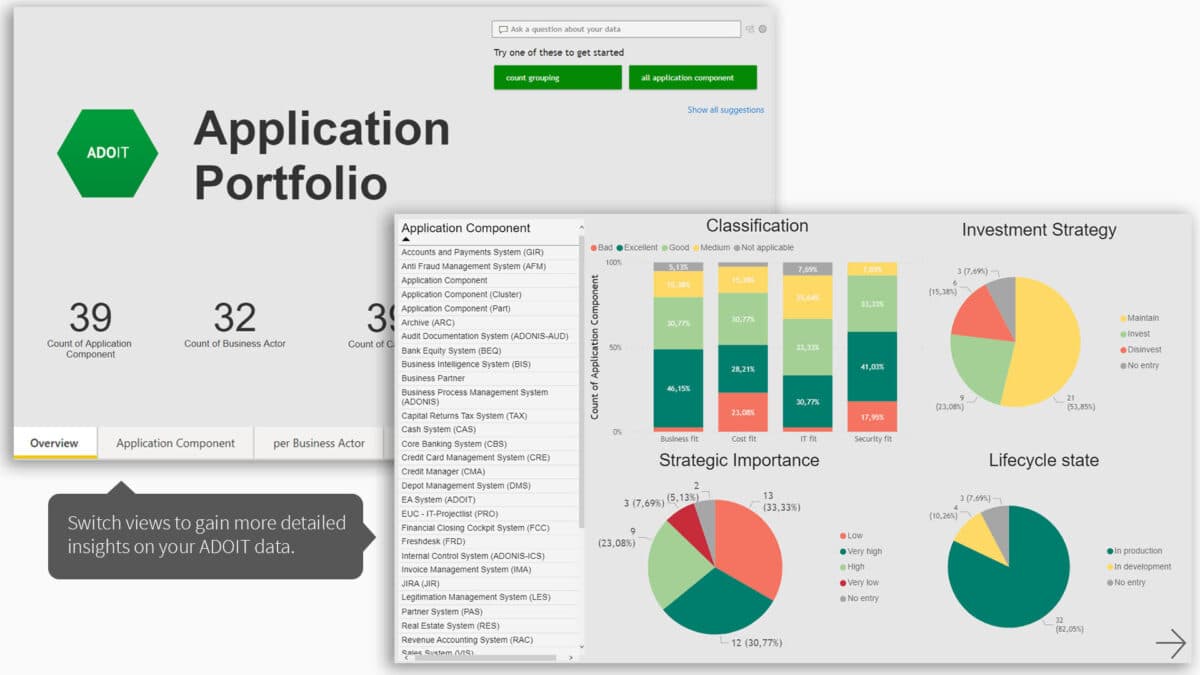 Ask a question about your data
Try one of these to get started
count grouping
all application component
Show all suggestions
ADOIT
Application
Portfolio
39
Count of Application
Component
32
Count of Business Actor
Count of
Overview
Application Component
per Business Actor
Switch views to gain more detailed
insights on your ADOIT data.
Application Component
Accounts and Payments System (GIR)
Anti Fraud Management System (AFM)
Application Component
Application Component (Cluster)
Application Component (Part)
Archive (ARC)
Audit Documentation System (ADONIS-AUD)
Bank Equity System (BEQ)
Business Intelligence System (BIS)
Business Partner
Business Process Management System
(ADONIS)
Capital Returns Tax System (TAX)
Cash System (CAS)
Core Banking System (CBS)
Credit Card Management System (CRE)
Credit Manager (CMA)
Depot Management System (DMS)
EA System (ADOIT)
EUC - IT-Projectlist (PRO)
Financial Closing Cockpit System (FCC)
Freshdesk (FRD)
Internal Control System (ADONIS-ICS)
Invoice Management System (IMA)
JIRA (JIR)
Legitimation Management System (LES)
Partner System (PAS)
Real Estate System (RES)
Revenue Accounting System (RAC)
Sales System (VIS)
Classification
Bad Excellent Good Medium Not applicable
Count of Application Component
100%
50%
0%
5,13%
15,38%
30,77%
46,15%
Business fit
15,38%
30,77%
28,21%
23,08%
Cost fit
7,69%
25,64%
33,33%
30,77%
IT fit
7,69%
33,33%
41,03%
17,95%
Security fit
Investment Strategy
3 (7,69%)
6
(15,38%)
9
(23,08%)
21
(53,85%)
Maintain
Invest
Disinvest
No entry
Strategic Importance
2
(5,13%)
3 (7,69%)
9
(23,08%)
13
(33,33%)
12 (30,77%)
Low
Very high
High
Very low
No entry
Lifecycle state
3 (7,69%)
4
(10,26%)
32
(82,05%)
In production
In development
No entry